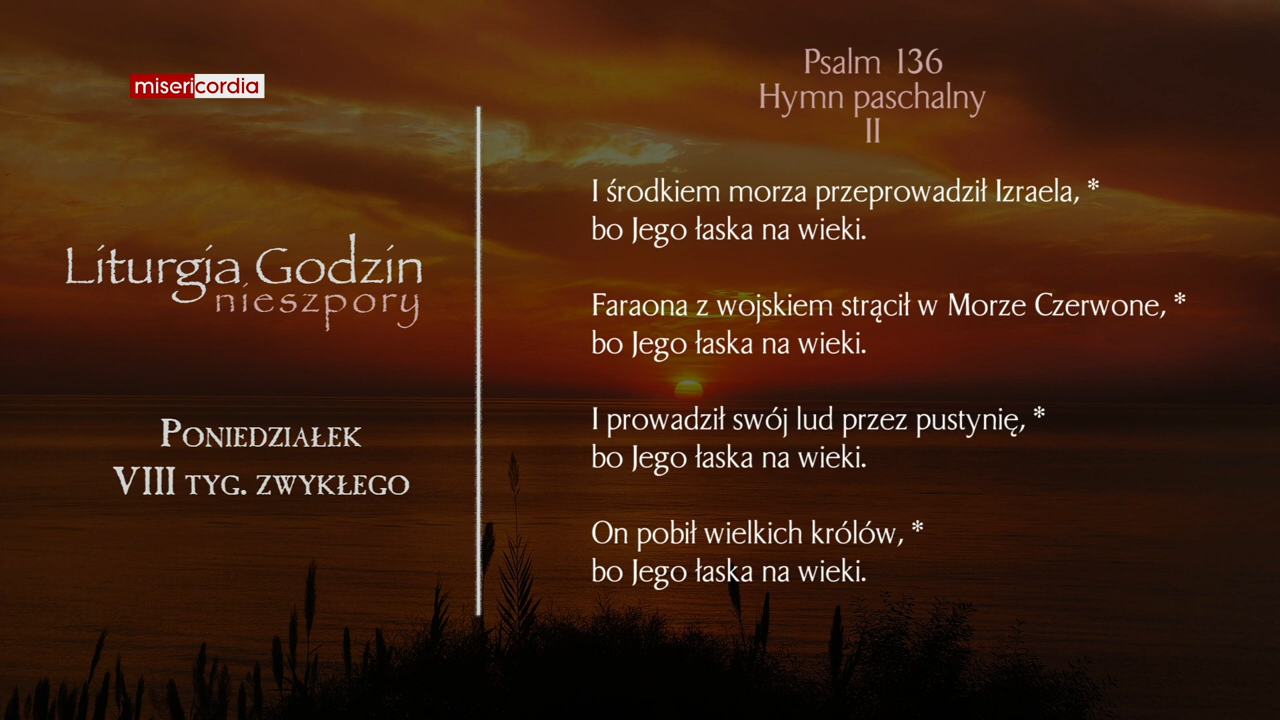 misericordia
Liturgia Godzin
nieszpory
Poniedziałek
VIII tyg. zwykłego
Psalm 136
Hymn paschalny
II
I środkiem morza przeprowadził Izraela, *
bo Jego łaska na wieki.
Faraona z wojskiem strącił w Morze Czerwone, *
bo Jego łaska na wieki.
I prowadził swój lud przez pustynię, *
bo Jego łaska na wieki.
On pobił wielkich królów, *
bo Jego łaska na wieki.